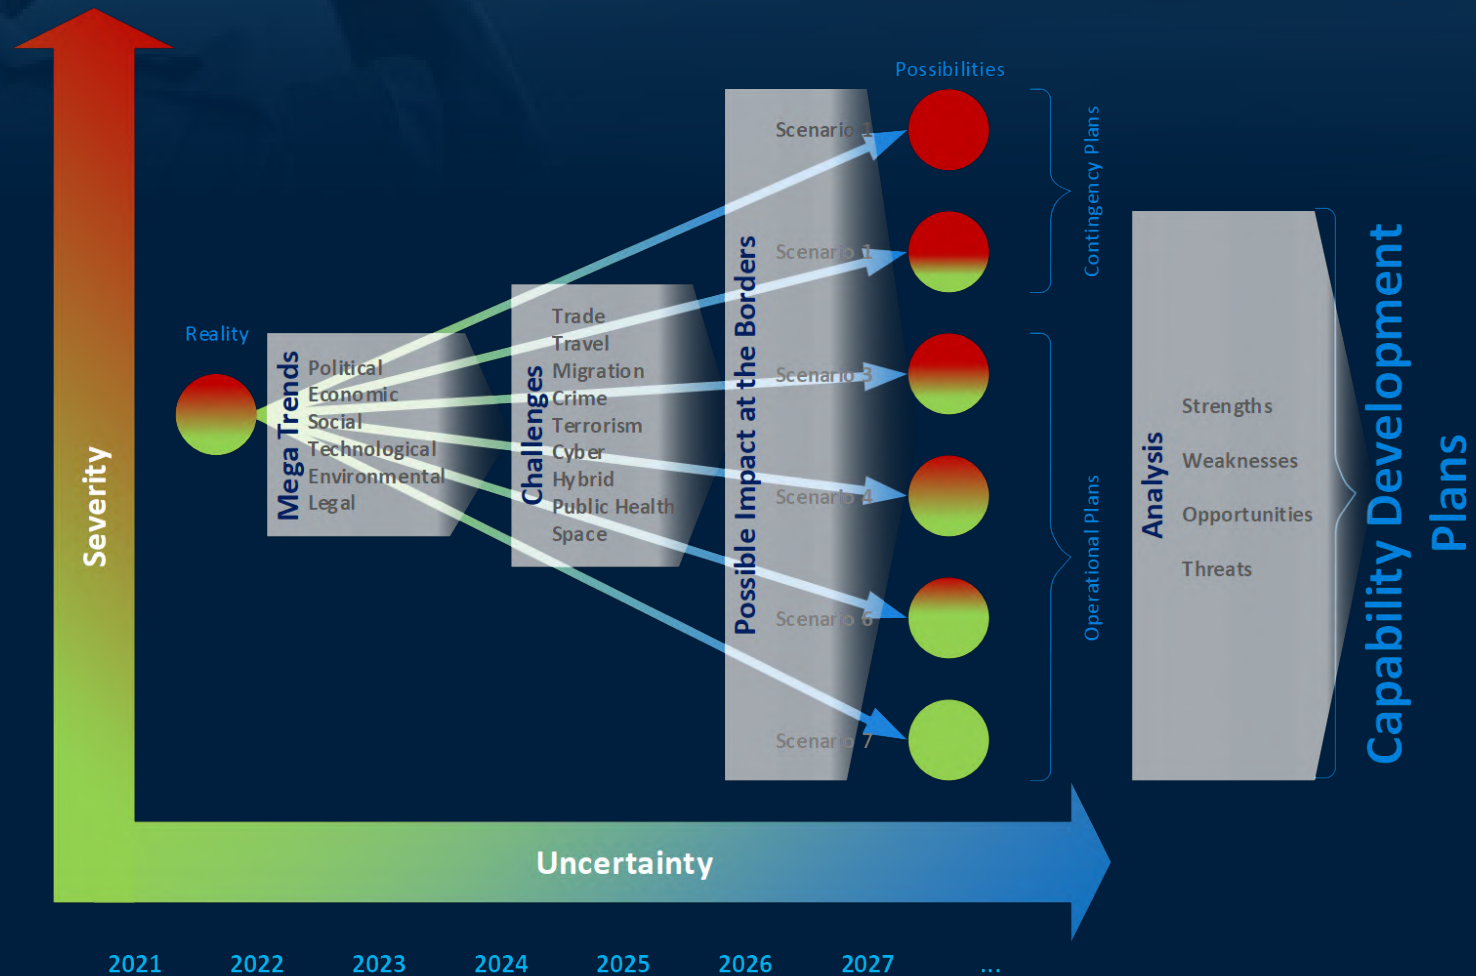 Severity
Reality
Mega Trends
Political
Economic
Social
Technological
Environmental
Legal
Challenges
Trade
Travel
Migration
Crime
Terrorism
Cyber
Hybrid
Public Health
Space
Possible Impact at the Borders
Scenario 1
Scenario 1
Scenario 3
Scenario 4
Scenario 6
Scenario 7
Possibilities
Contingency Plans
Operational Plans
Analysis
Strengths
Weaknesses
Opportunities
Threats
Capability Development
Plans
Uncertainty
2021 2022 2023 2024 2025 2026 2027 ...